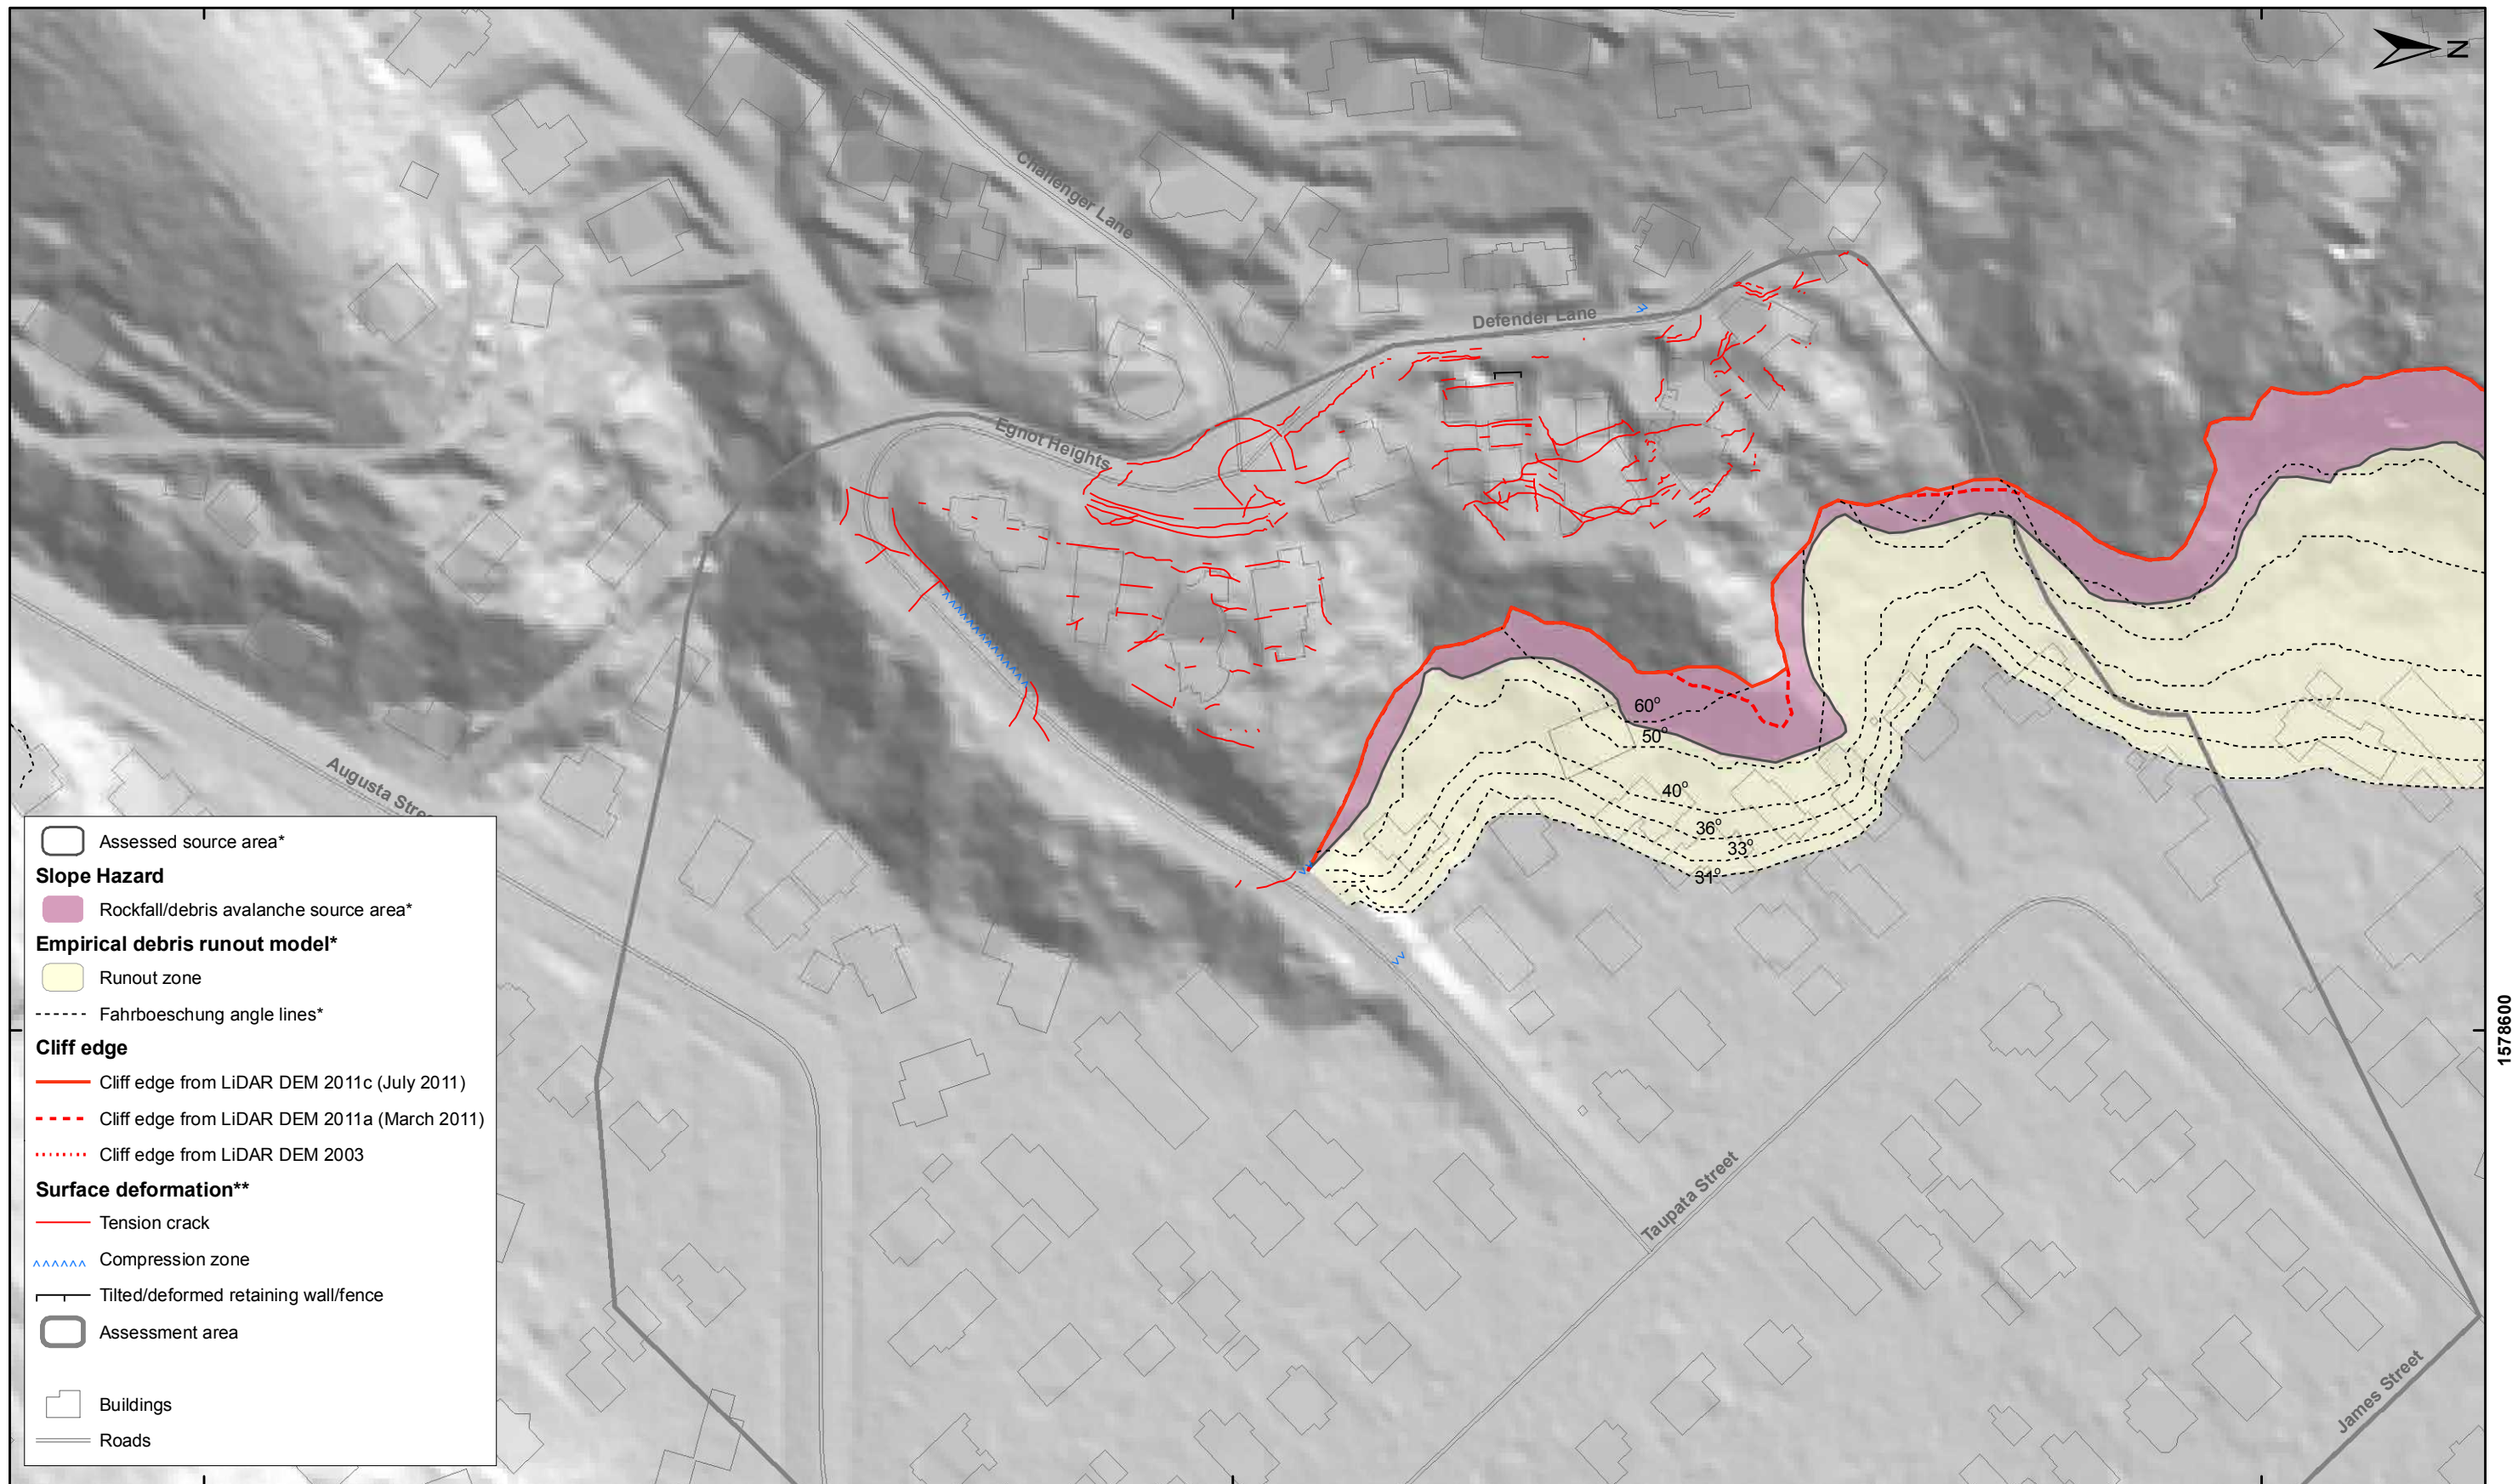 N
Challenger Lane
Defender Lane
Egnot Heights
60°
50°
40°
36°
33°
31°
Augusta Stree
Taupata Street
James Street
1578600
Assessed source area*
Slope Hazard
Rockfall/debris avalanche source area*
Empirical debris runout model*
Runout zone
Fahrboeschung angle lines*
Cliff edge
Cliff edge from LiDAR DEM 2011c (July 2011)
Cliff edge from LiDAR DEM 2011a (March 2011)
Cliff edge from LiDAR DEM 2003
Surface deformation**
Tension crack
Compression zone
Tilted/deformed retaining wall/fence
Assessment area
Buildings
Roads